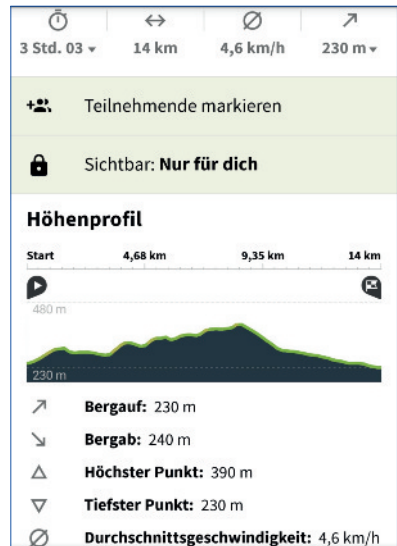 3 Std. 03 14 km 4,6 km/h 230 m
Teilnehmende markieren
Sichtbar: Nur für dich
Höhenprofil
Start 4,68 km 9,35 km 14 km
480 m
230 m
Bergauf: 230 m
Bergab: 240 m
Höchster Punkt: 390 m
Tiefster Punkt: 230 m
Durchschnittsgeschwindigkeit: 4,6 km/h